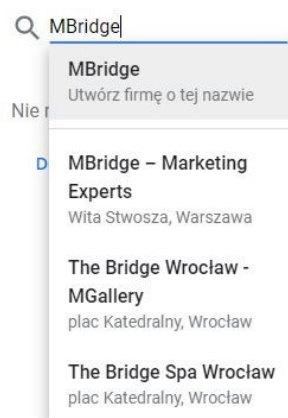 MBridge
MBridge
Utwórz firmę o tej nazwie
Nie
D
MBridge – Marketing
Experts
Wita Stwosza, Warszawa
The Bridge Wrocław -
MGallery
plac Katedralny, Wrocław
The Bridge Spa Wrocław
plac Katedralny, Wrocław